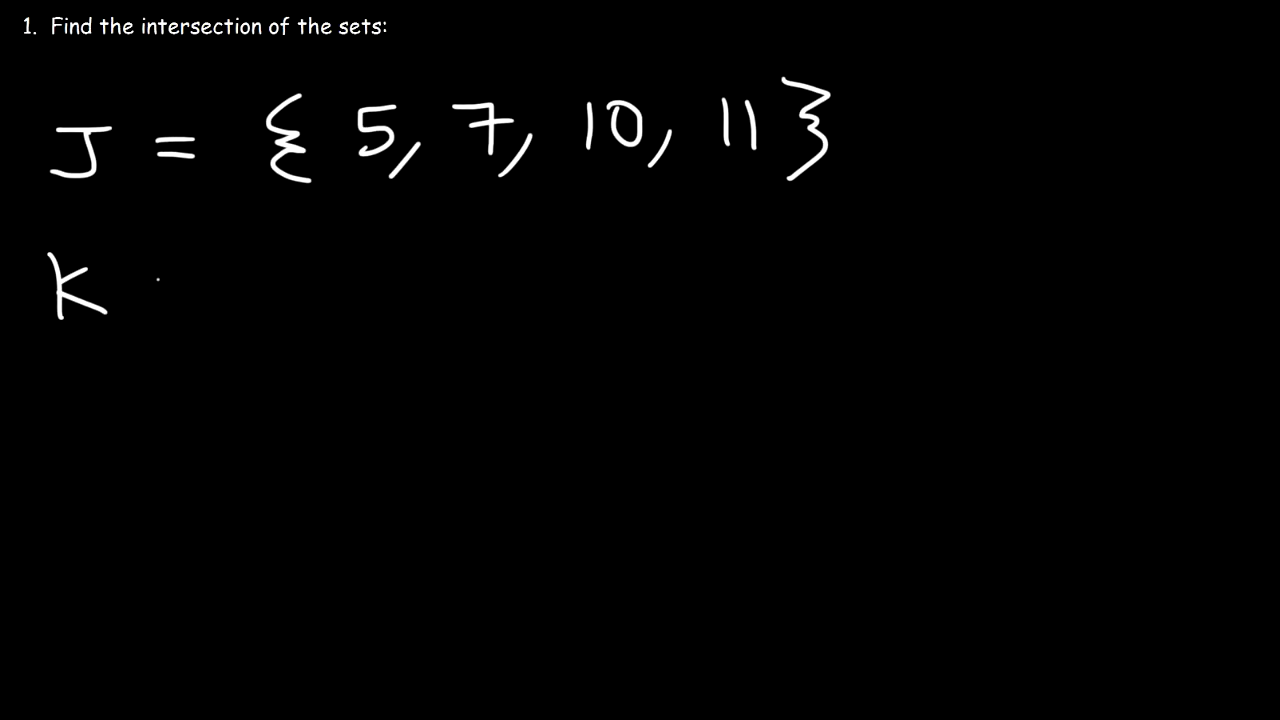 1. Find the intersection of the sets:
J = { 5, 7, 10, 11 }
K